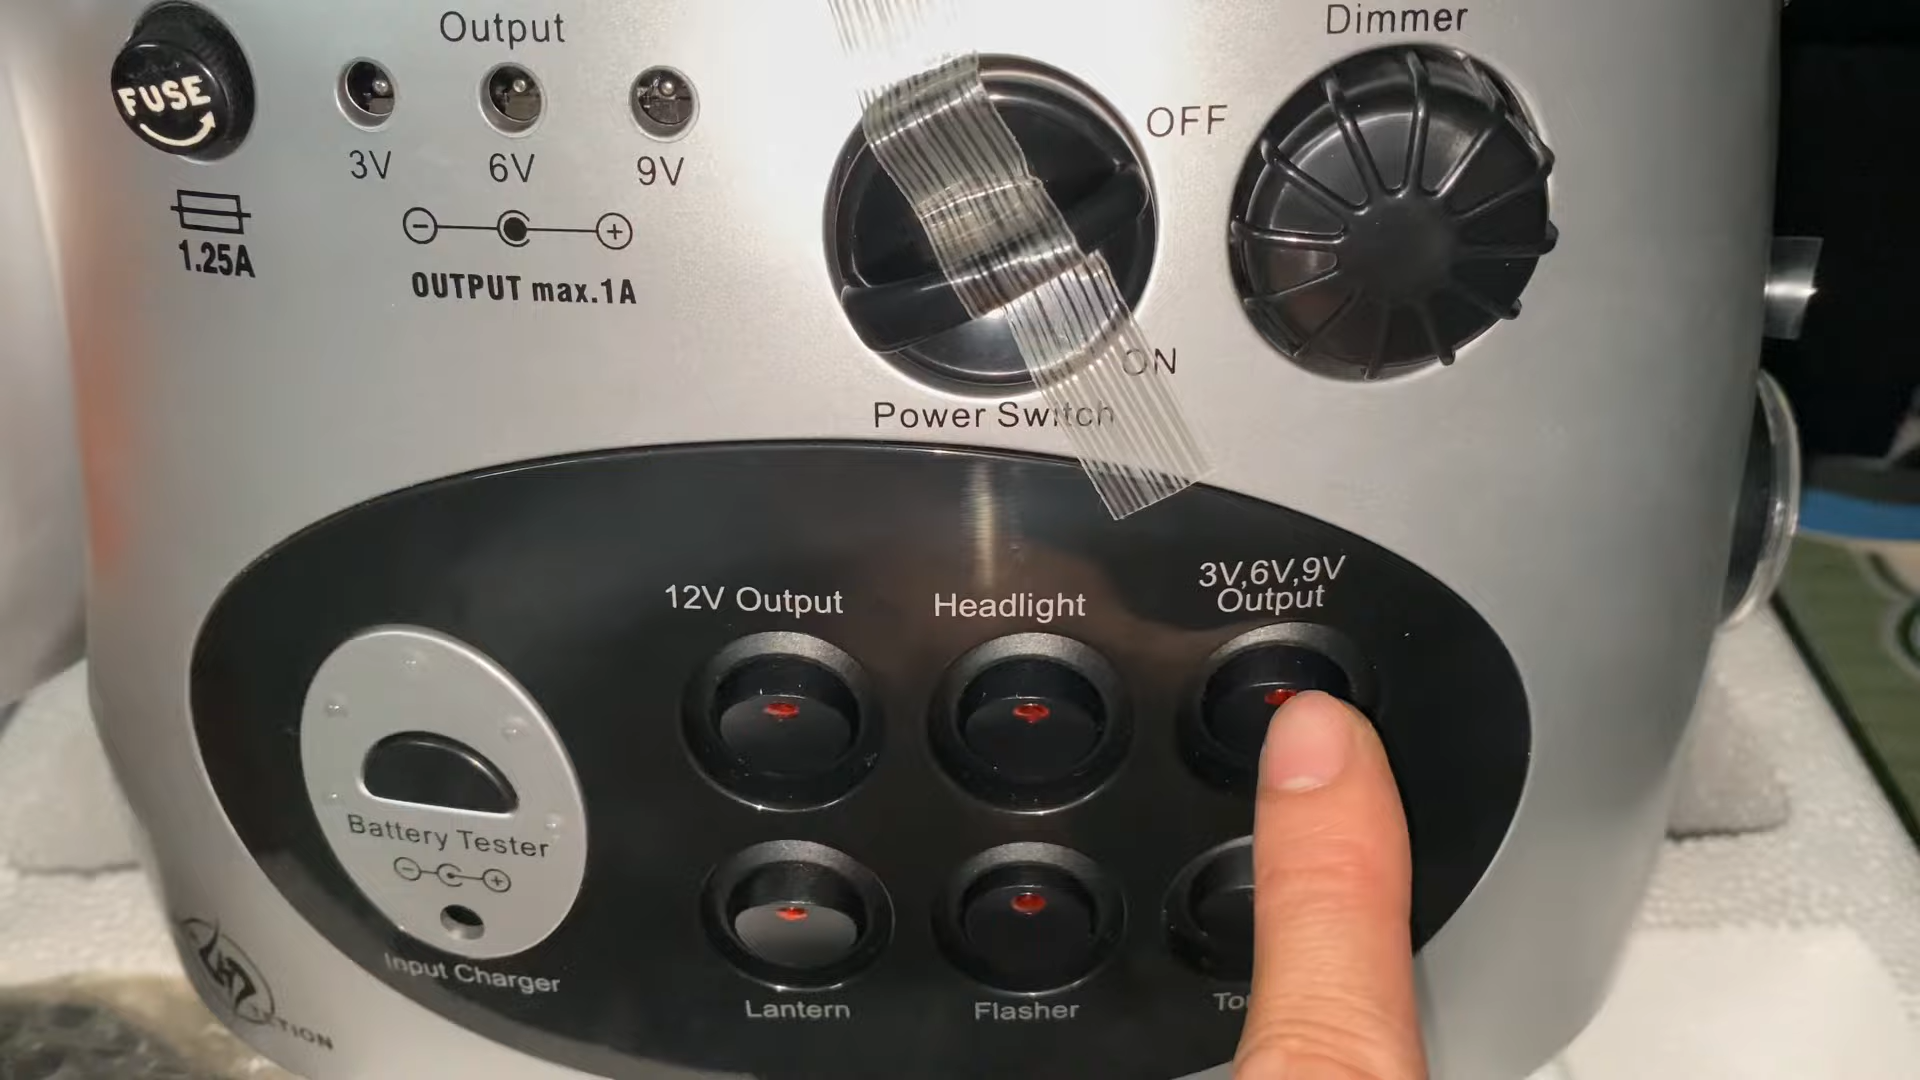 Output
Dimmer
FUSE
OFF
3V 6V 9V
1.25A
OUTPUT max.1A
ON
Power Switch
12V Output
Headlight
3V,6V,9V
Output
Battery Tester
Input Charger
Lantern
Flasher